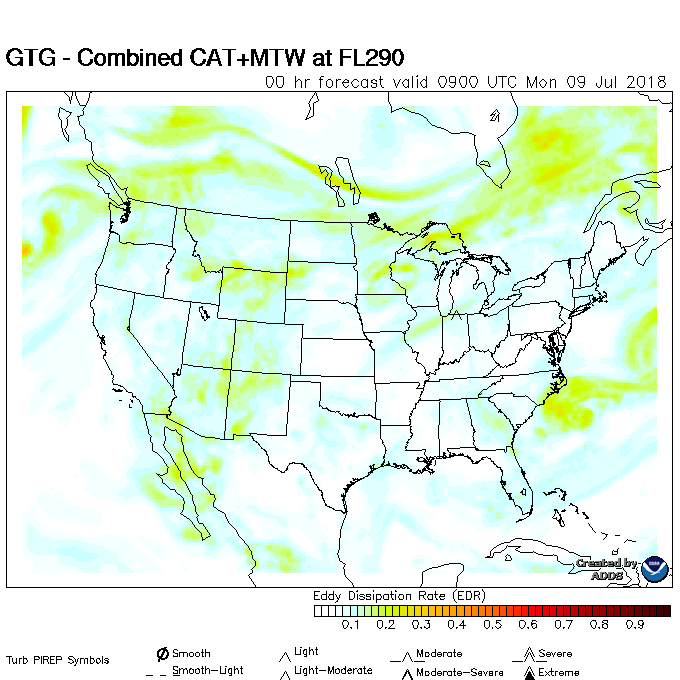 GTG - Combined CAT+MTW at FL290
00 hr forecast valid 0900 UTC Mon 09 Jul 2018
Created by
ADDS
Eddy Dissipation Rate (EDR)
0.1 0.2 0.3 0.4 0.5 0.6 0.7 0.8 0.9
Turb PIREP Symbols
Smooth Light Moderate Severe
Smooth-Light Light-Moderate Moderate-Severe Extreme